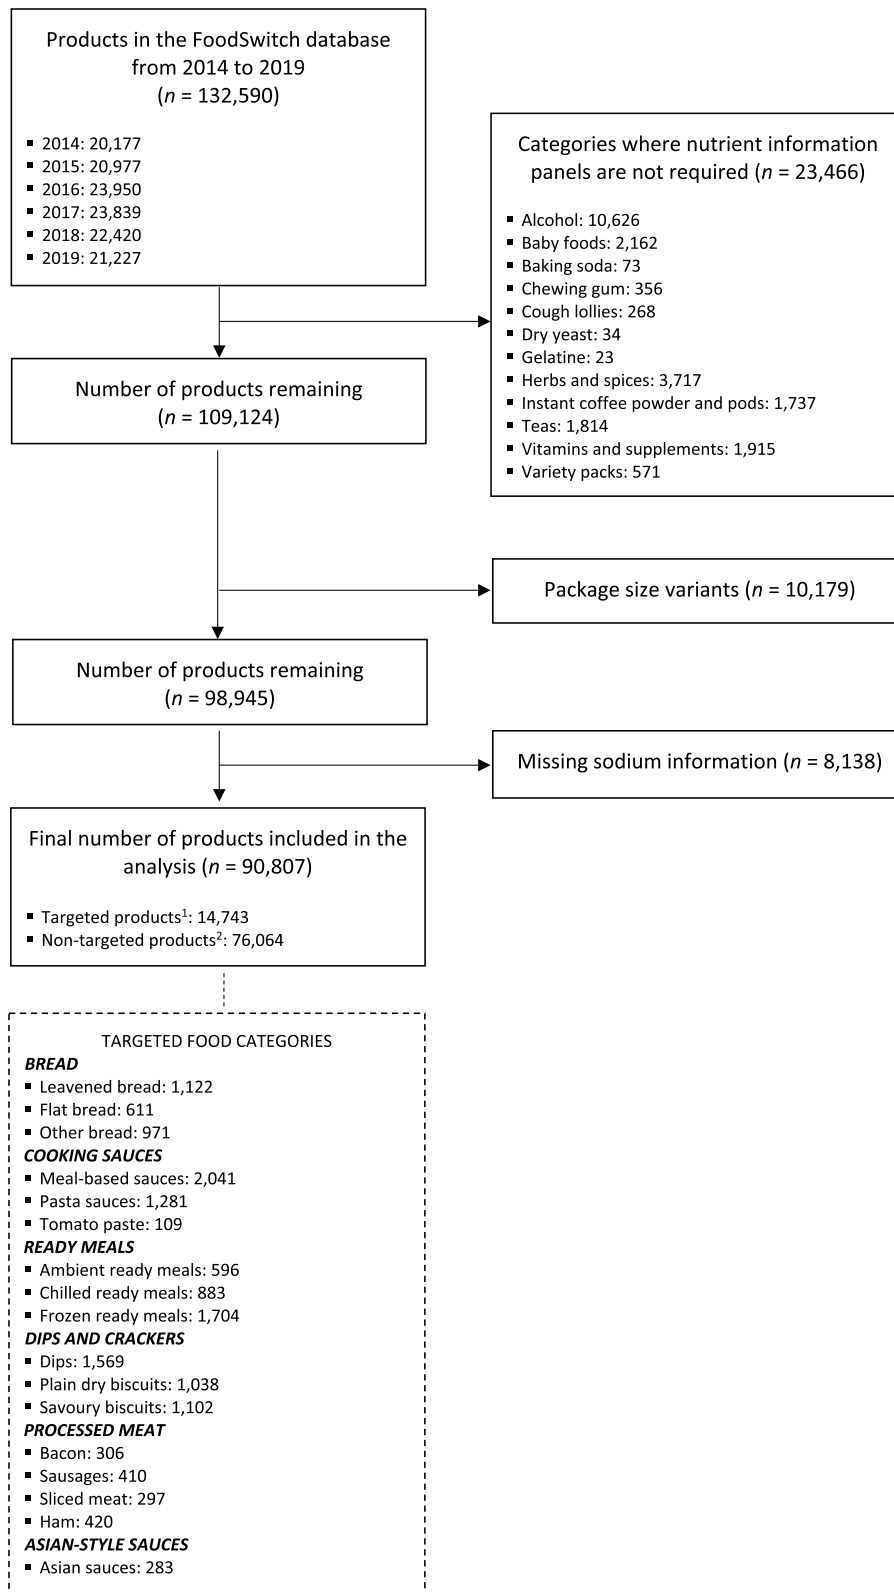 Products in the FoodSwitch database
from 2014 to 2019
(n = 132,590)
▪ 2014: 20,177
▪ 2015: 20,977
▪ 2016: 23,950
▪ 2017: 23,839
▪ 2018: 22,420
▪ 2019: 21,227
Categories where nutrient information
panels are not required (n = 23,466)
▪ Alcohol: 10,626
▪ Baby foods: 2,162
▪ Baking soda: 73
▪ Chewing gum: 356
▪ Cough lollies: 268
▪ Dry yeast: 34
▪ Gelatine: 23
▪ Herbs and spices: 3,717
▪ Instant coffee powder and pods: 1,737
▪ Teas: 1,814
▪ Vitamins and supplements: 1,915
▪ Variety packs: 571
Number of products remaining
(n = 109,124)
Package size variants (n = 10,179)
Number of products remaining
(n = 98,945)
Missing sodium information (n = 8,138)
Final number of products included in the
analysis (n = 90,807)
▪ Targeted products¹: 14,743
▪ Non-targeted products²: 76,064
TARGETED FOOD CATEGORIES
BREAD
▪ Leavened bread: 1,122
▪ Flat bread: 611
▪ Other bread: 971
COOKING SAUCES
▪ Meal-based sauces: 2,041
▪ Pasta sauces: 1,281
▪ Tomato paste: 109
READY MEALS
▪ Ambient ready meals: 596
▪ Chilled ready meals: 883
▪ Frozen ready meals: 1,704
DIPS AND CRACKERS
▪ Dips: 1,569
▪ Plain dry biscuits: 1,038
▪ Savoury biscuits: 1,102
PROCESSED MEAT
▪ Bacon: 306
▪ Sausages: 410
▪ Sliced meat: 297
▪ Ham: 420
ASIAN-STYLE SAUCES
▪ Asian sauces: 283